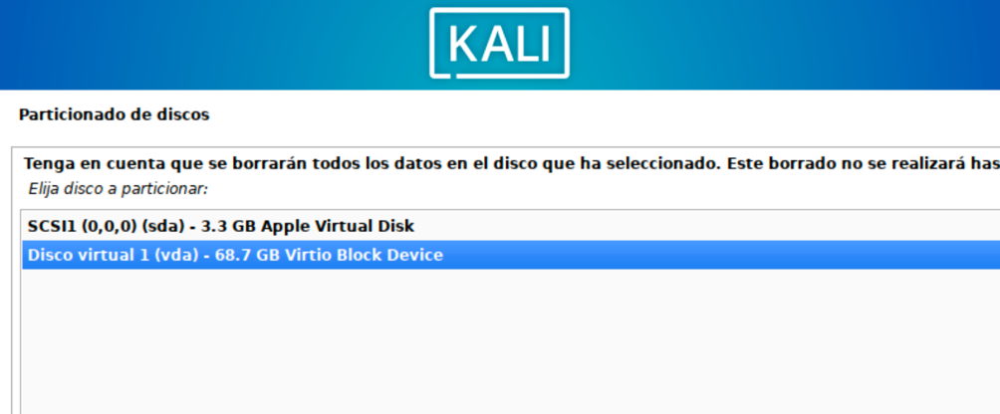 KALI
Particionado de discos
Tenga en cuenta que se borrarán todos los datos en el disco que ha seleccionado. Este borrado no se realizará has
Elija disco a particionar:
SCSI1 (0,0,0) (sda) - 3.3 GB Apple Virtual Disk
Disco virtual 1 (vda) - 68.7 GB Virtio Block Device